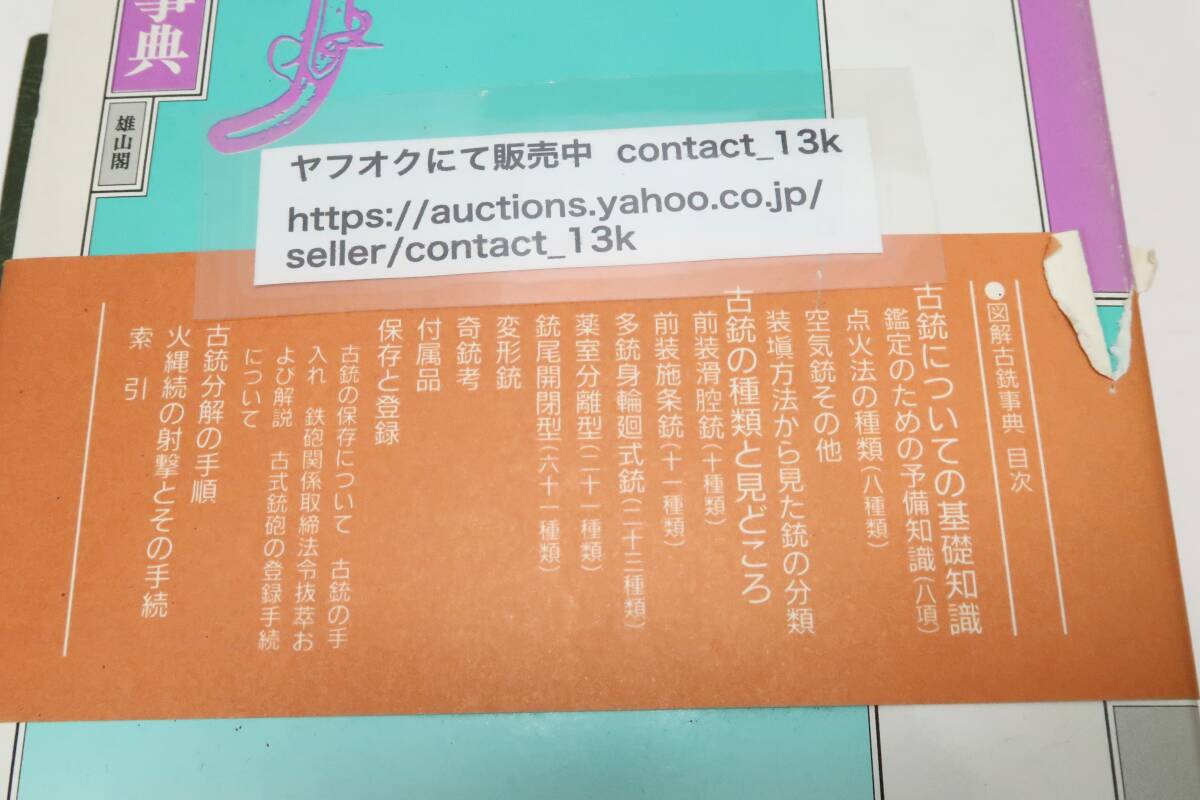 事典
雄山閣
ヤフオクにて販売中 contact_13k
https://auctions.yahoo.co.jp/
seller/contact_13k
●図解古銃事典 目次
古銃についての基礎知識
鑑定のための予備知識(八項)
点火法の種類(八種類)
空気銃その他
装塡方法から見た銃の分類
古銃の種類と見どころ
前装滑腔銃(十種類)
前装施条銃(十一種類)
多銃身輪廻式銃(二十三種類)
薬室分離型(二十一種類)
銃尾開閉型(六十一種類)
変形銃
奇銃考
付属品
保存と登録
古銃の保存について 古銃の手
入れ 鉄砲関係取締法令抜萃お
よび解説 古式銃砲の登録手続
について
古銃分解の手順
火縄銃の射撃とその手続
索引